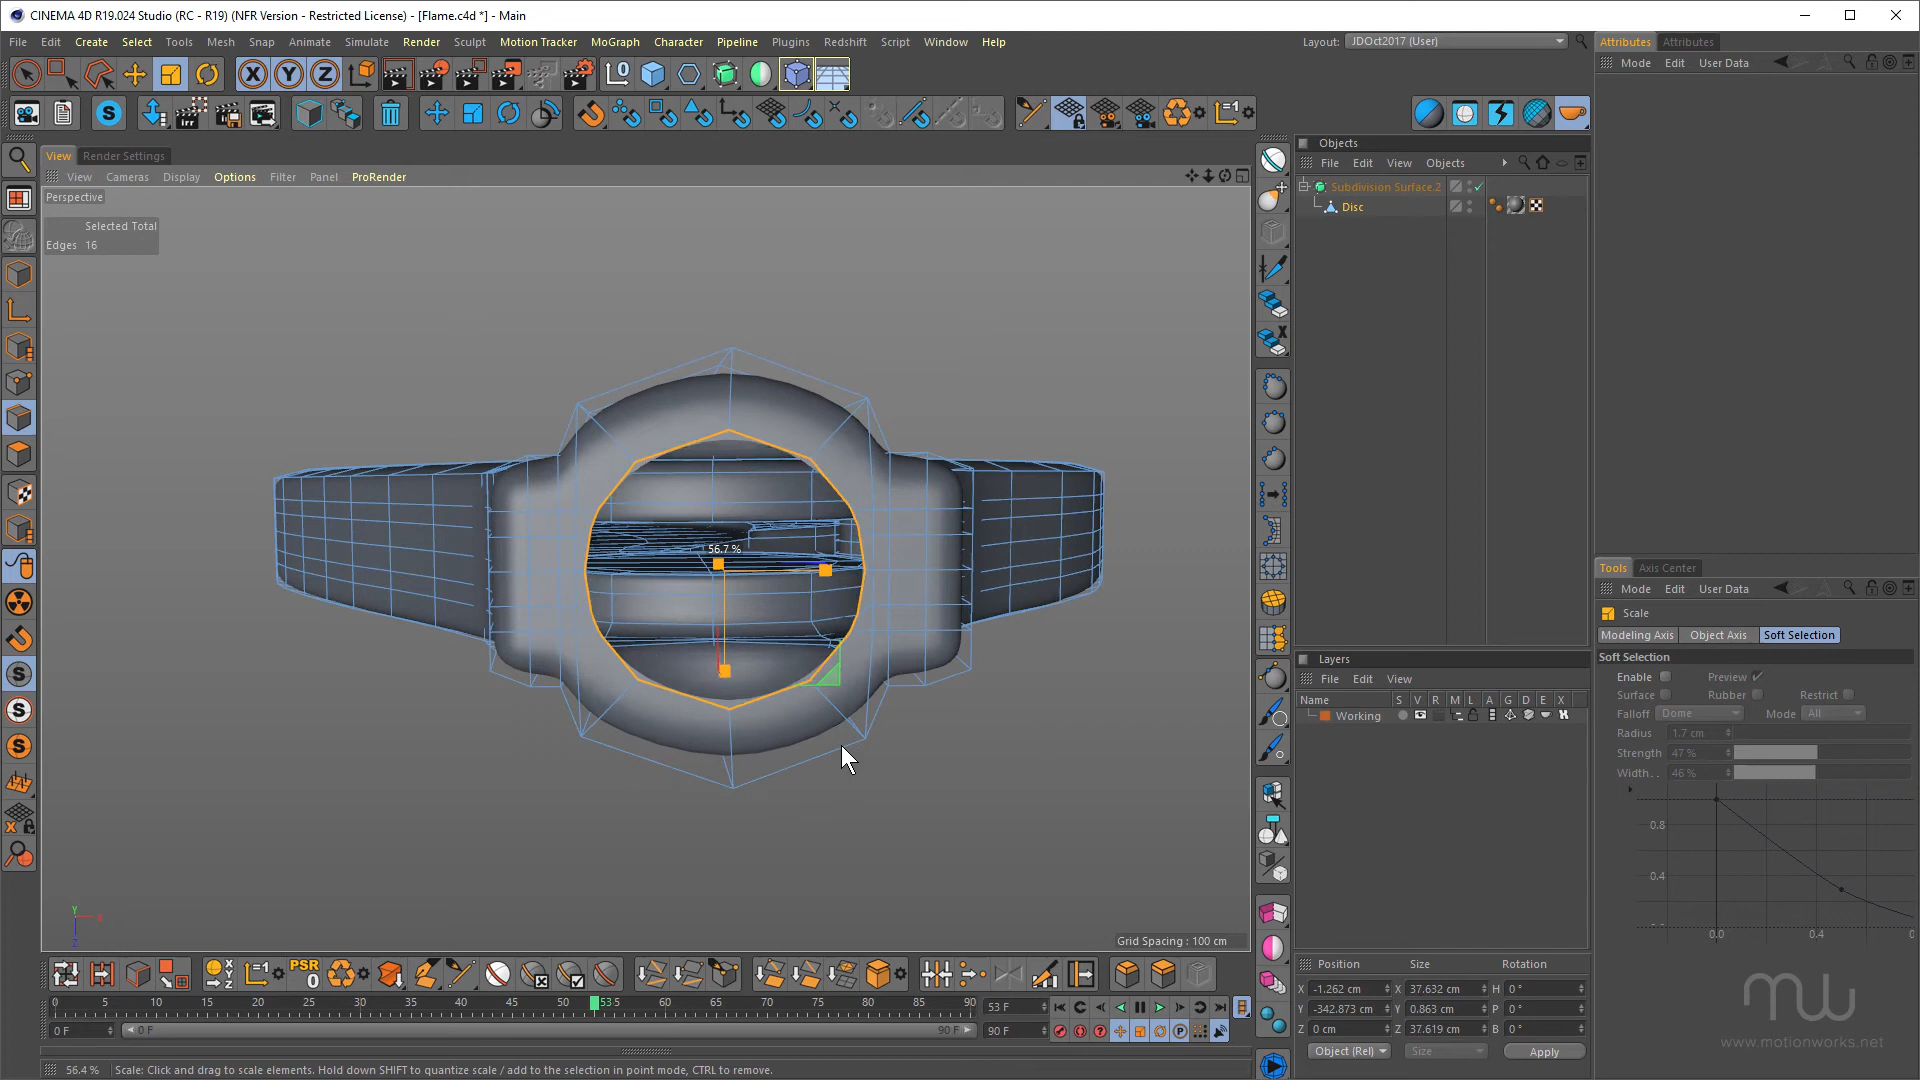 CINEMA 4D R19.024 Studio (RC - R19) (NFR Version - Restricted License) - [Flame.c4d *] - Main
File Edit Create Select Tools Mesh Snap Animate Simulate Render Sculpt Motion Tracker MoGraph Character Pipeline Plugins Redshift Script Window Help
Layout: JDOct2017 (User)
Attributes Attributes
Mode Edit User Data
View Render Settings
View Cameras Display Options Filter Panel ProRender
Perspective
Selected Total
Edges 16
Objects
File Edit View Objects
Subdivision Surface.2
Disc
56.7 %
Tools Axis Center
Mode Edit User Data
Scale
Modeling Axis Object Axis Soft Selection
Soft Selection
Enable Preview
Surface Rubber Restrict
Falloff Dome Mode All
Radius 1.7 cm
Strength 47 %
Width. . 46 %
0.8
0.4
0.0 0.4
Layers
File Edit View
Name S V R M L A G D E X
Working
Grid Spacing : 100 cm
PSR
0
0 5 10 15 20 25 30 35 40 45 50 53.5 60 65 70 75 80 85 90
53 F
0 F 0 F 90 F 90 F
Position Size Rotation
X -1.262 cm X 37.632 cm H 0 °
Y -342.873 cm Y 0.863 cm P 0 °
Z 0 cm Z 37.619 cm B 0 °
Object (Rel) Size Apply
mw
www.motionworks.net
56.4 % Scale: Click and drag to scale elements. Hold down SHIFT to quantize scale / add to the selection in point mode, CTRL to remove.